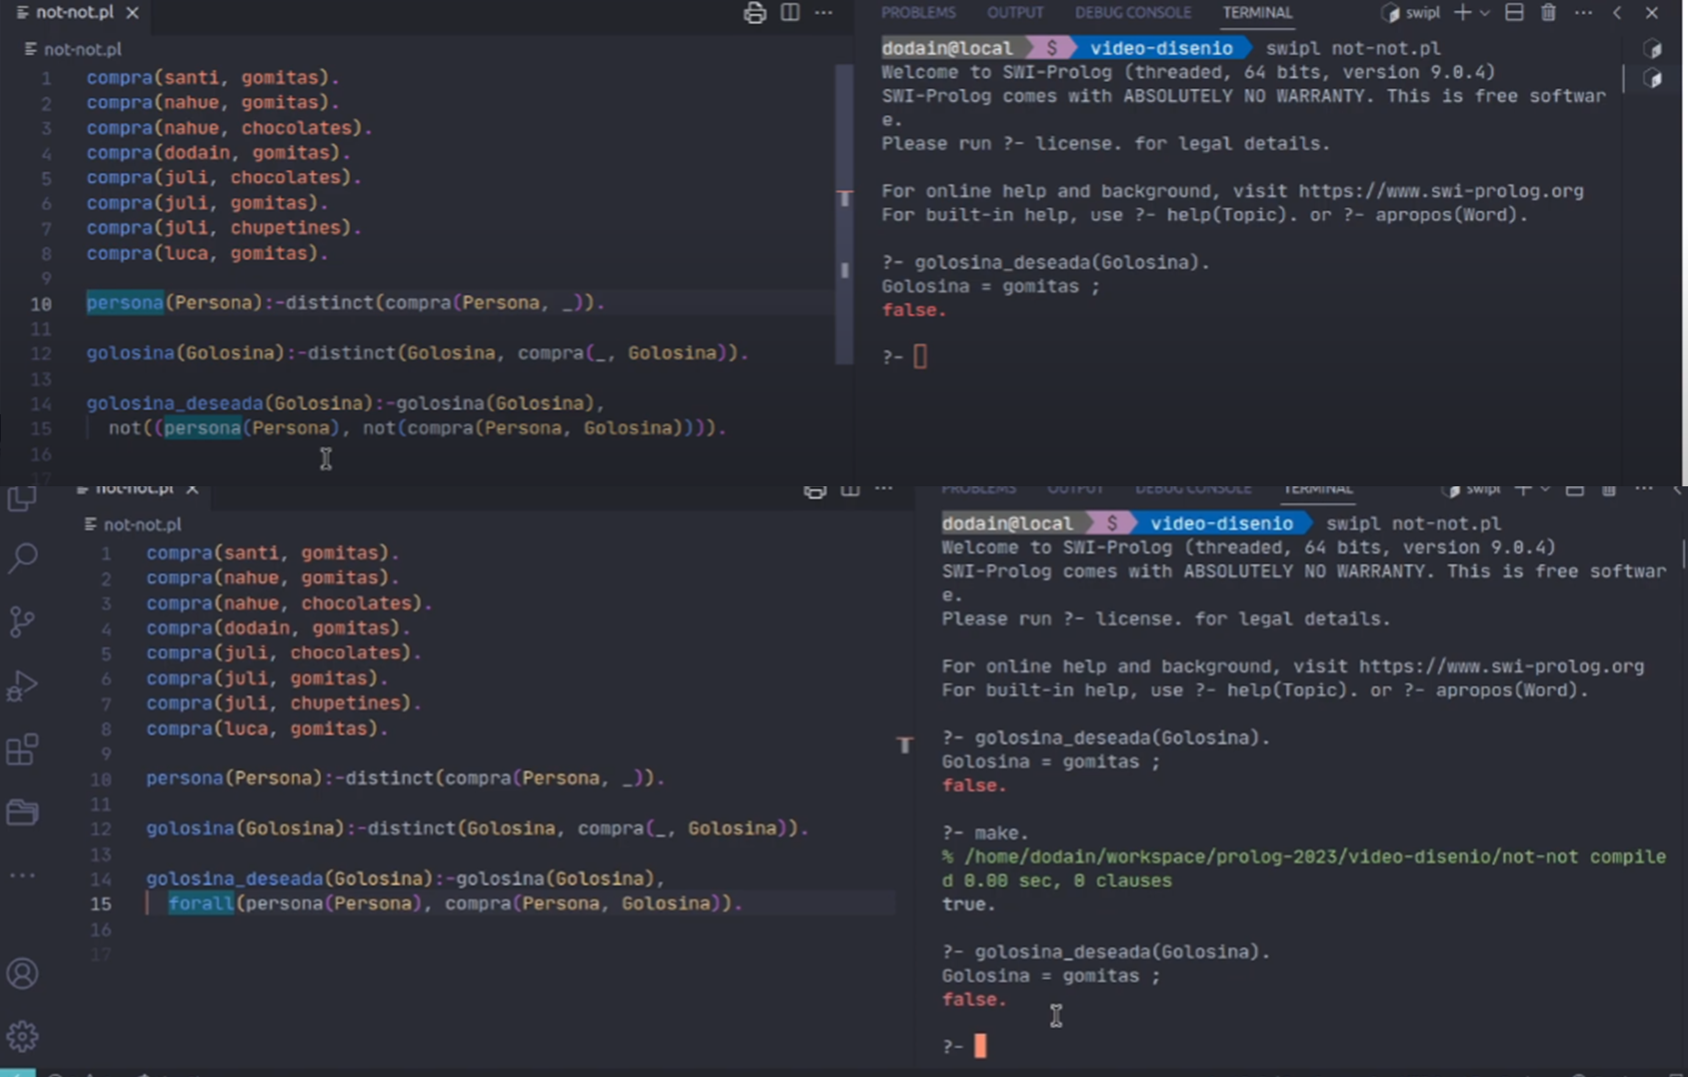 not-not.pl
not-not.pl
1 compra(santi, gomitas).
2 compra(nahue, gomitas).
3 compra(nahue, chocolates).
4 compra(dodain, gomitas).
5 compra(juli, chocolates).
6 compra(juli, gomitas).
7 compra(juli, chupetines).
8 compra(luca, gomitas).
9
10 persona(Persona):-distinct(compra(Persona, _)).
11
12 golosina(Golosina):-distinct(Golosina, compra(_, Golosina)).
13
14 golosina_deseada(Golosina):-golosina(Golosina),
15 not((persona(Persona), not(compra(Persona, Golosina)))).
16
17
PROBLEMS OUTPUT DEBUG CONSOLE TERMINAL swipl
dodain@local $ video-disenio swipl not-not.pl
Welcome to SWI-Prolog (threaded, 64 bits, version 9.0.4)
SWI-Prolog comes with ABSOLUTELY NO WARRANTY. This is free softwar
e.
Please run ?- license. for legal details.
For online help and background, visit https://www.swi-prolog.org
For built-in help, use ?- help(Topic). or ?- apropos(Word).
?- golosina_deseada(Golosina).
Golosina = gomitas ;
false.
?-
not-not.pl
not-not.pl
1 compra(santi, gomitas).
2 compra(nahue, gomitas).
3 compra(nahue, chocolates).
4 compra(dodain, gomitas).
5 compra(juli, chocolates).
6 compra(juli, gomitas).
7 compra(juli, chupetines).
8 compra(luca, gomitas).
9
10 persona(Persona):-distinct(compra(Persona, _)).
11
12 golosina(Golosina):-distinct(Golosina, compra(_, Golosina)).
13
14 golosina_deseada(Golosina):-golosina(Golosina),
15 forall(persona(Persona), compra(Persona, Golosina)).
16
17
PROBLEMS OUTPUT DEBUG CONSOLE TERMINAL swipl
dodain@local $ video-disenio swipl not-not.pl
Welcome to SWI-Prolog (threaded, 64 bits, version 9.0.4)
SWI-Prolog comes with ABSOLUTELY NO WARRANTY. This is free softwar
e.
Please run ?- license. for legal details.
For online help and background, visit https://www.swi-prolog.org
For built-in help, use ?- help(Topic). or ?- apropos(Word).
?- golosina_deseada(Golosina).
Golosina = gomitas ;
false.
?- make.
% /home/dodain/workspace/prolog-2023/video-disenio/not-not compile
d 0.00 sec, 0 clauses
true.
?- golosina_deseada(Golosina).
Golosina = gomitas ;
false.
?-